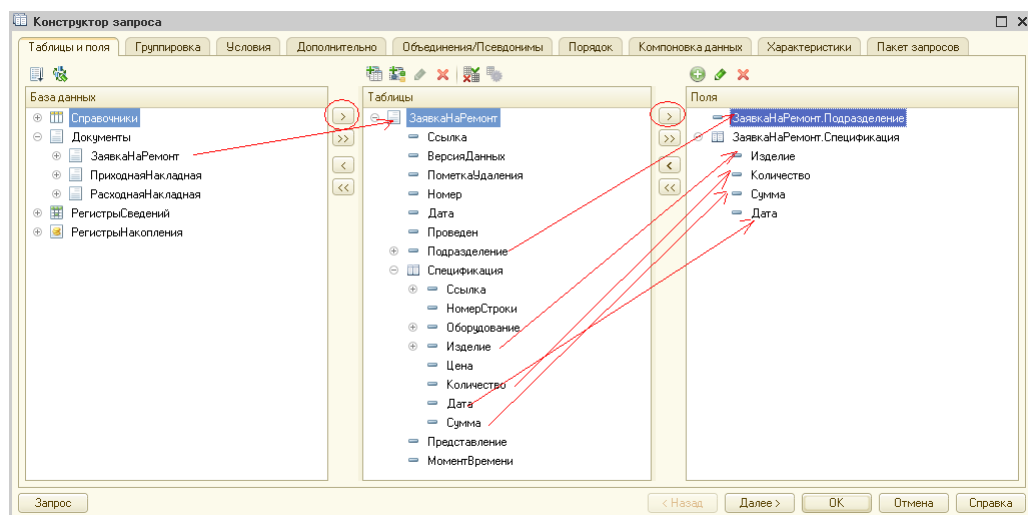 Конструктор запроса
Таблицы и поля Группировка Условия Дополнительно Объединения/Псевдонимы Порядок Компоновка данных Характеристики Пакет запросов
База данных
Справочники
Документы
ЗаявкаНаРемонт
ПриходнаяНакладная
РасходнаяНакладная
РегистрыСведений
РегистрыНакопления
>
>>
<
<<
Таблицы
ЗаявкаНаРемонт
Ссылка
ВерсияДанных
ПометкаУдаления
Номер
Дата
Проведен
Подразделение
Спецификация
Ссылка
НомерСтроки
Оборудование
Изделие
Цена
Количество
Дата
Сумма
Представление
МоментВремени
>
>>
<
<<
Поля
ЗаявкаНаРемонт.Подразделение
ЗаявкаНаРемонт.Спецификация
Изделие
Количество
Сумма
Дата
Запрос < Назад Далее > OK Отмена Справка